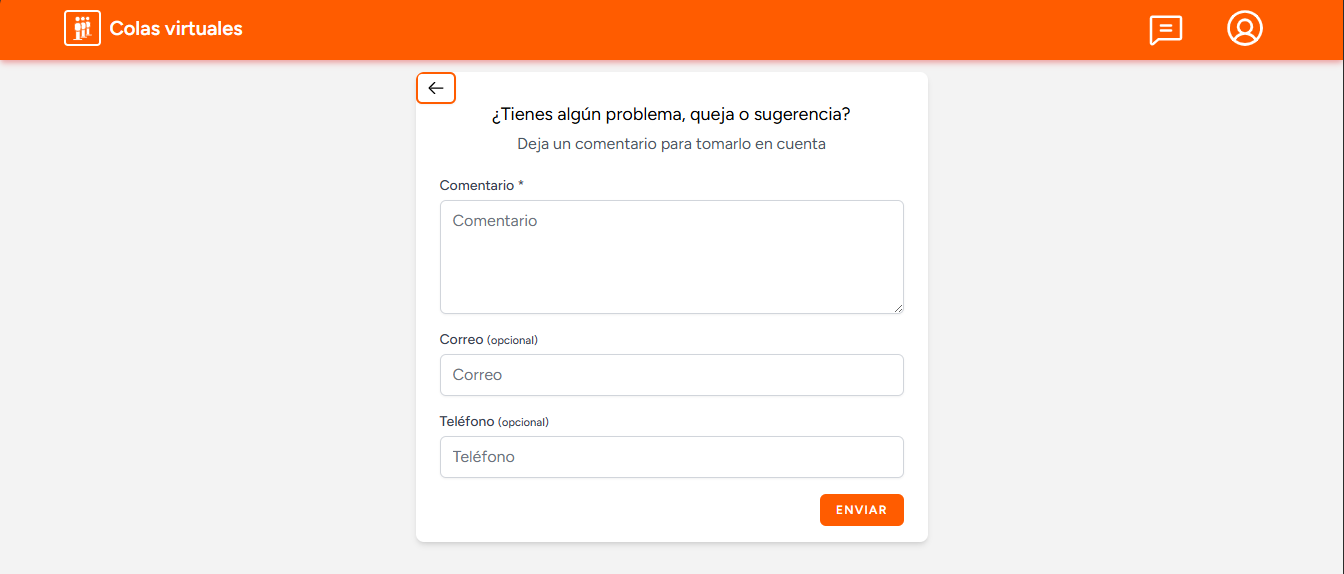 Colas virtuales
¿Tienes algún problema, queja o sugerencia?
Deja un comentario para tomarlo en cuenta
Comentario *
Comentario
Correo (opcional)
Correo
Teléfono (opcional)
Teléfono
ENVIAR